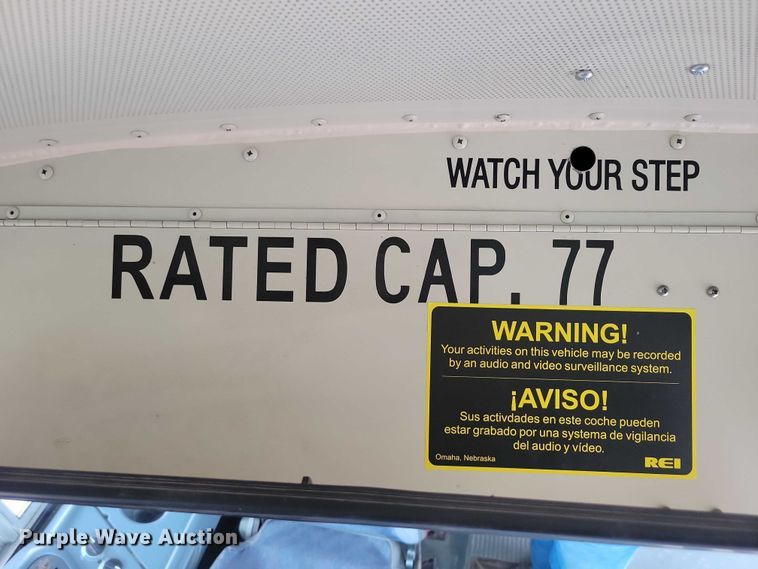 WATCH YOUR STEP
RATED CAP. 77
WARNING!
Your activities on this vehicle may be recorded
by an audio and video surveillance system.
¡AVISO!
Sus activdades en este coche pueden
estar grabado por una systema de vigilancia
del audio y vídeo.
Omaha, Nebraska
REI
Purple Wave Auction